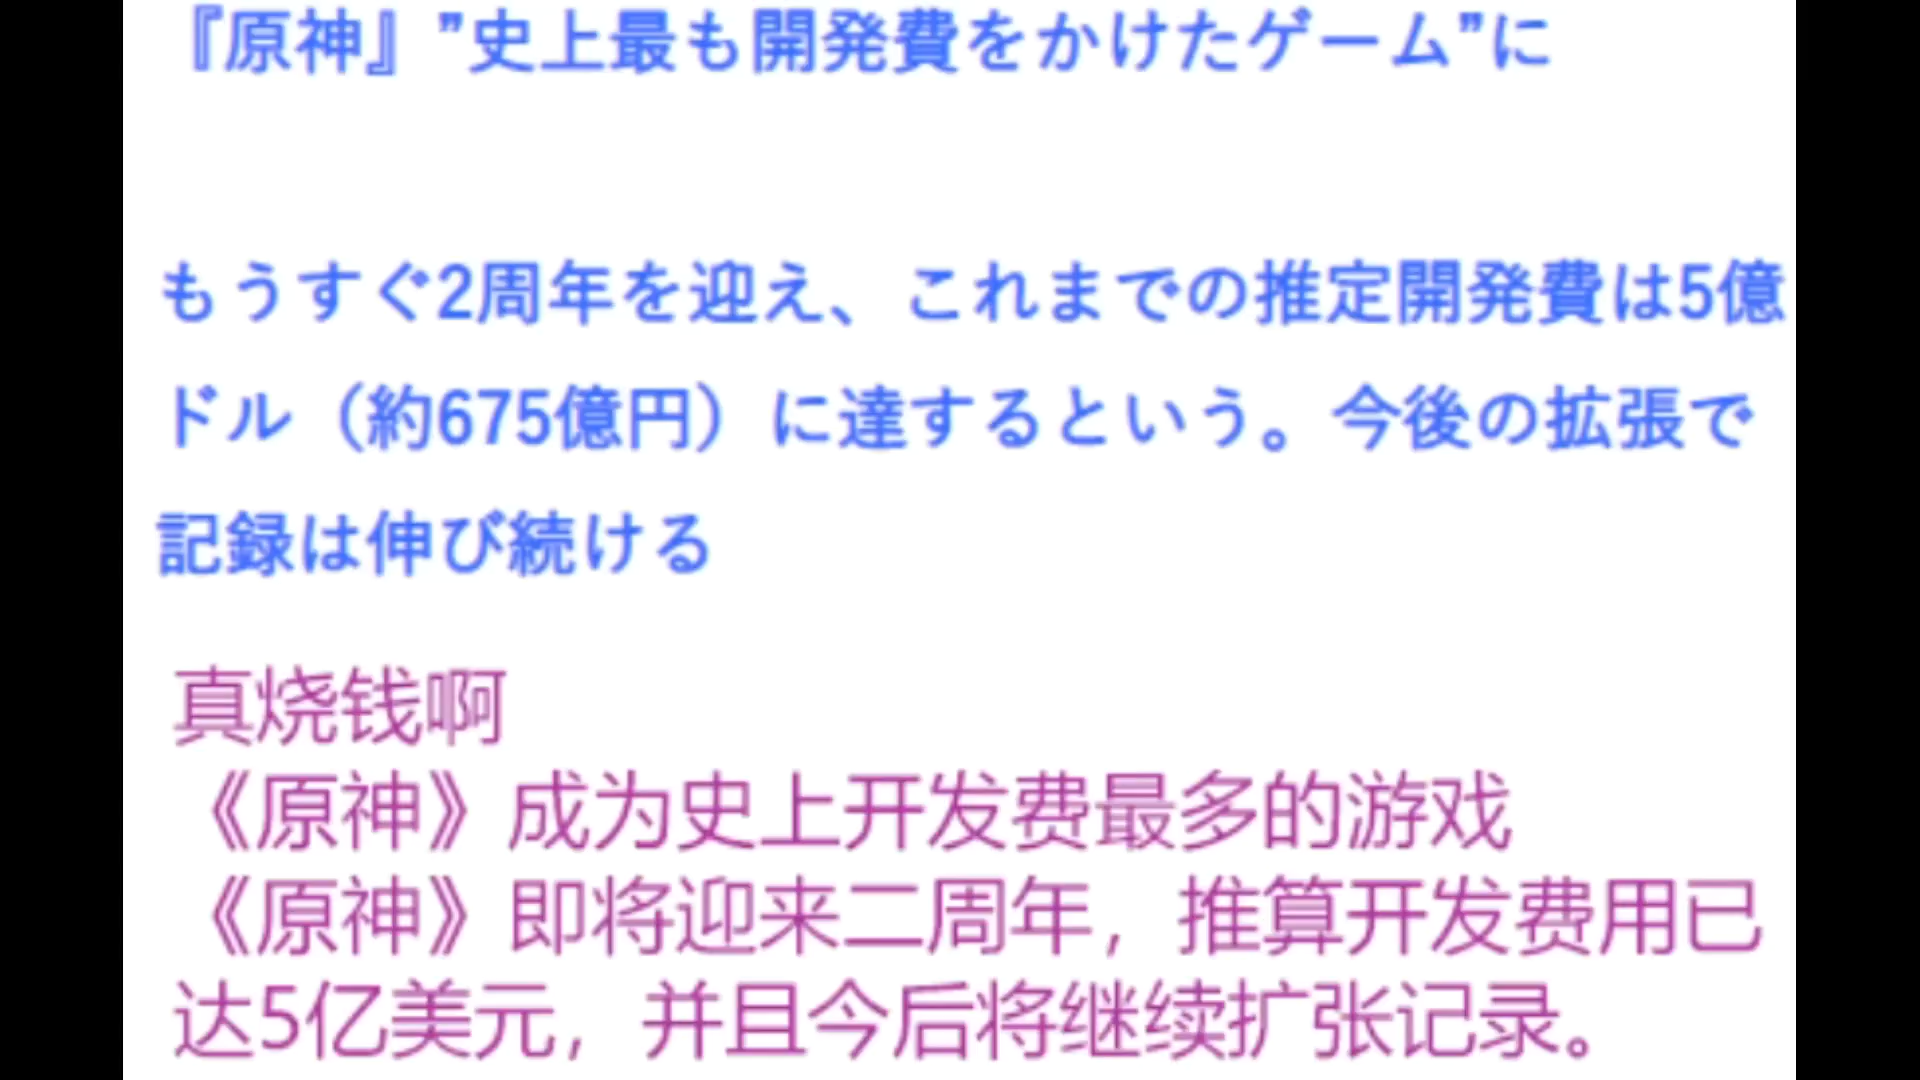 『原神』”史上最も開発費をかけたゲーム”に
もうすぐ2周年を迎え、これまでの推定開発費は5億
ドル（約675億円）に達するという。今後の拡張で
記録は伸び続ける
真烧钱啊
《原神》成为史上开发费最多的游戏
《原神》即将迎来二周年，推算开发费用已
达5亿美元，并且今后将继续扩张记录。